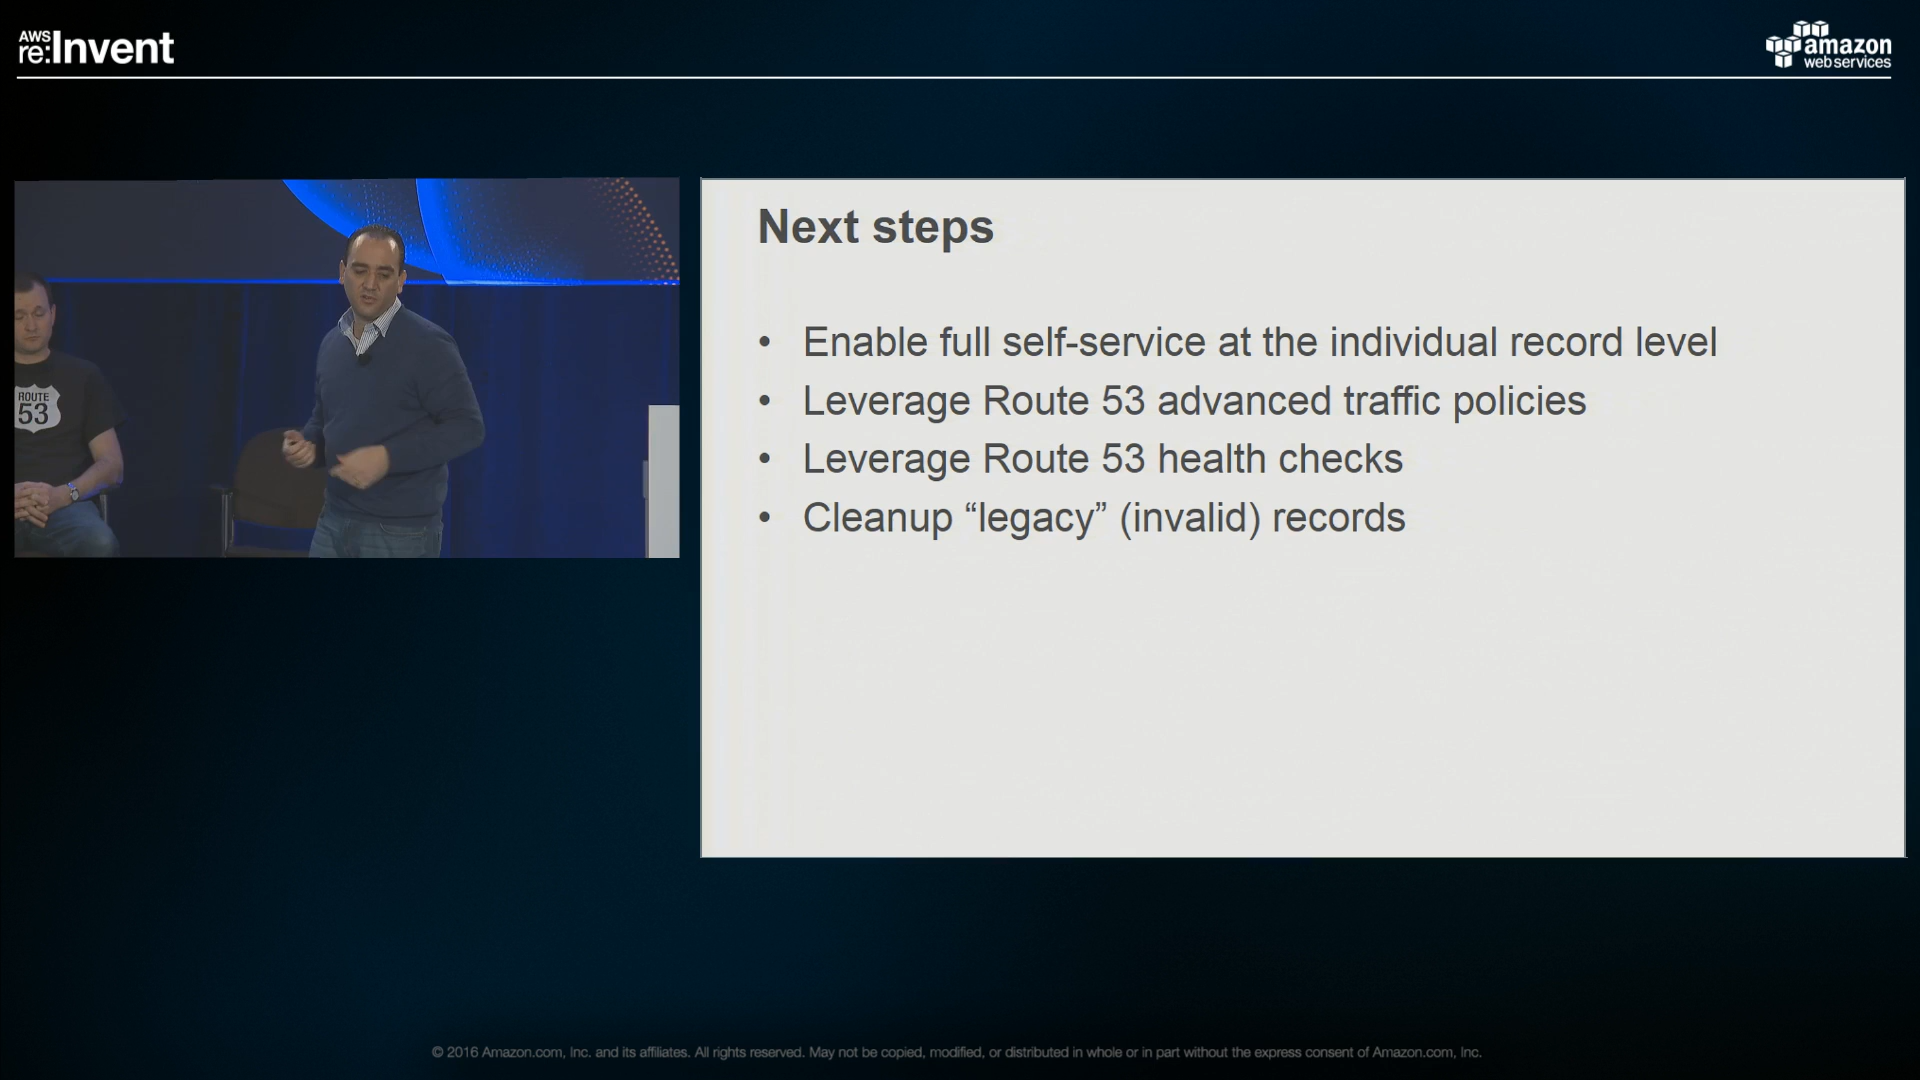 AWS
re:Invent
amazon
web services
ROUTE
53
Next steps
• Enable full self-service at the individual record level
• Leverage Route 53 advanced traffic policies
• Leverage Route 53 health checks
• Cleanup “legacy” (invalid) records
© 2016 Amazon.com, Inc. and its affiliates. All rights reserved. May not be copied, modified, or distributed in whole or in part without the express consent of Amazon.com, Inc.